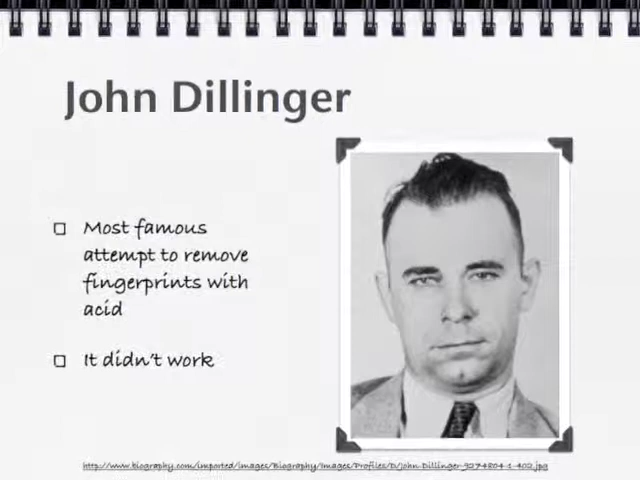 John Dillinger
Most famous
attempt to remove
fingerprints with
acid
It didn't work
http://www.biography.com/imported/images/Biography/Images/Profiles/D/John-Dillinger-9274804-1-402.jpg